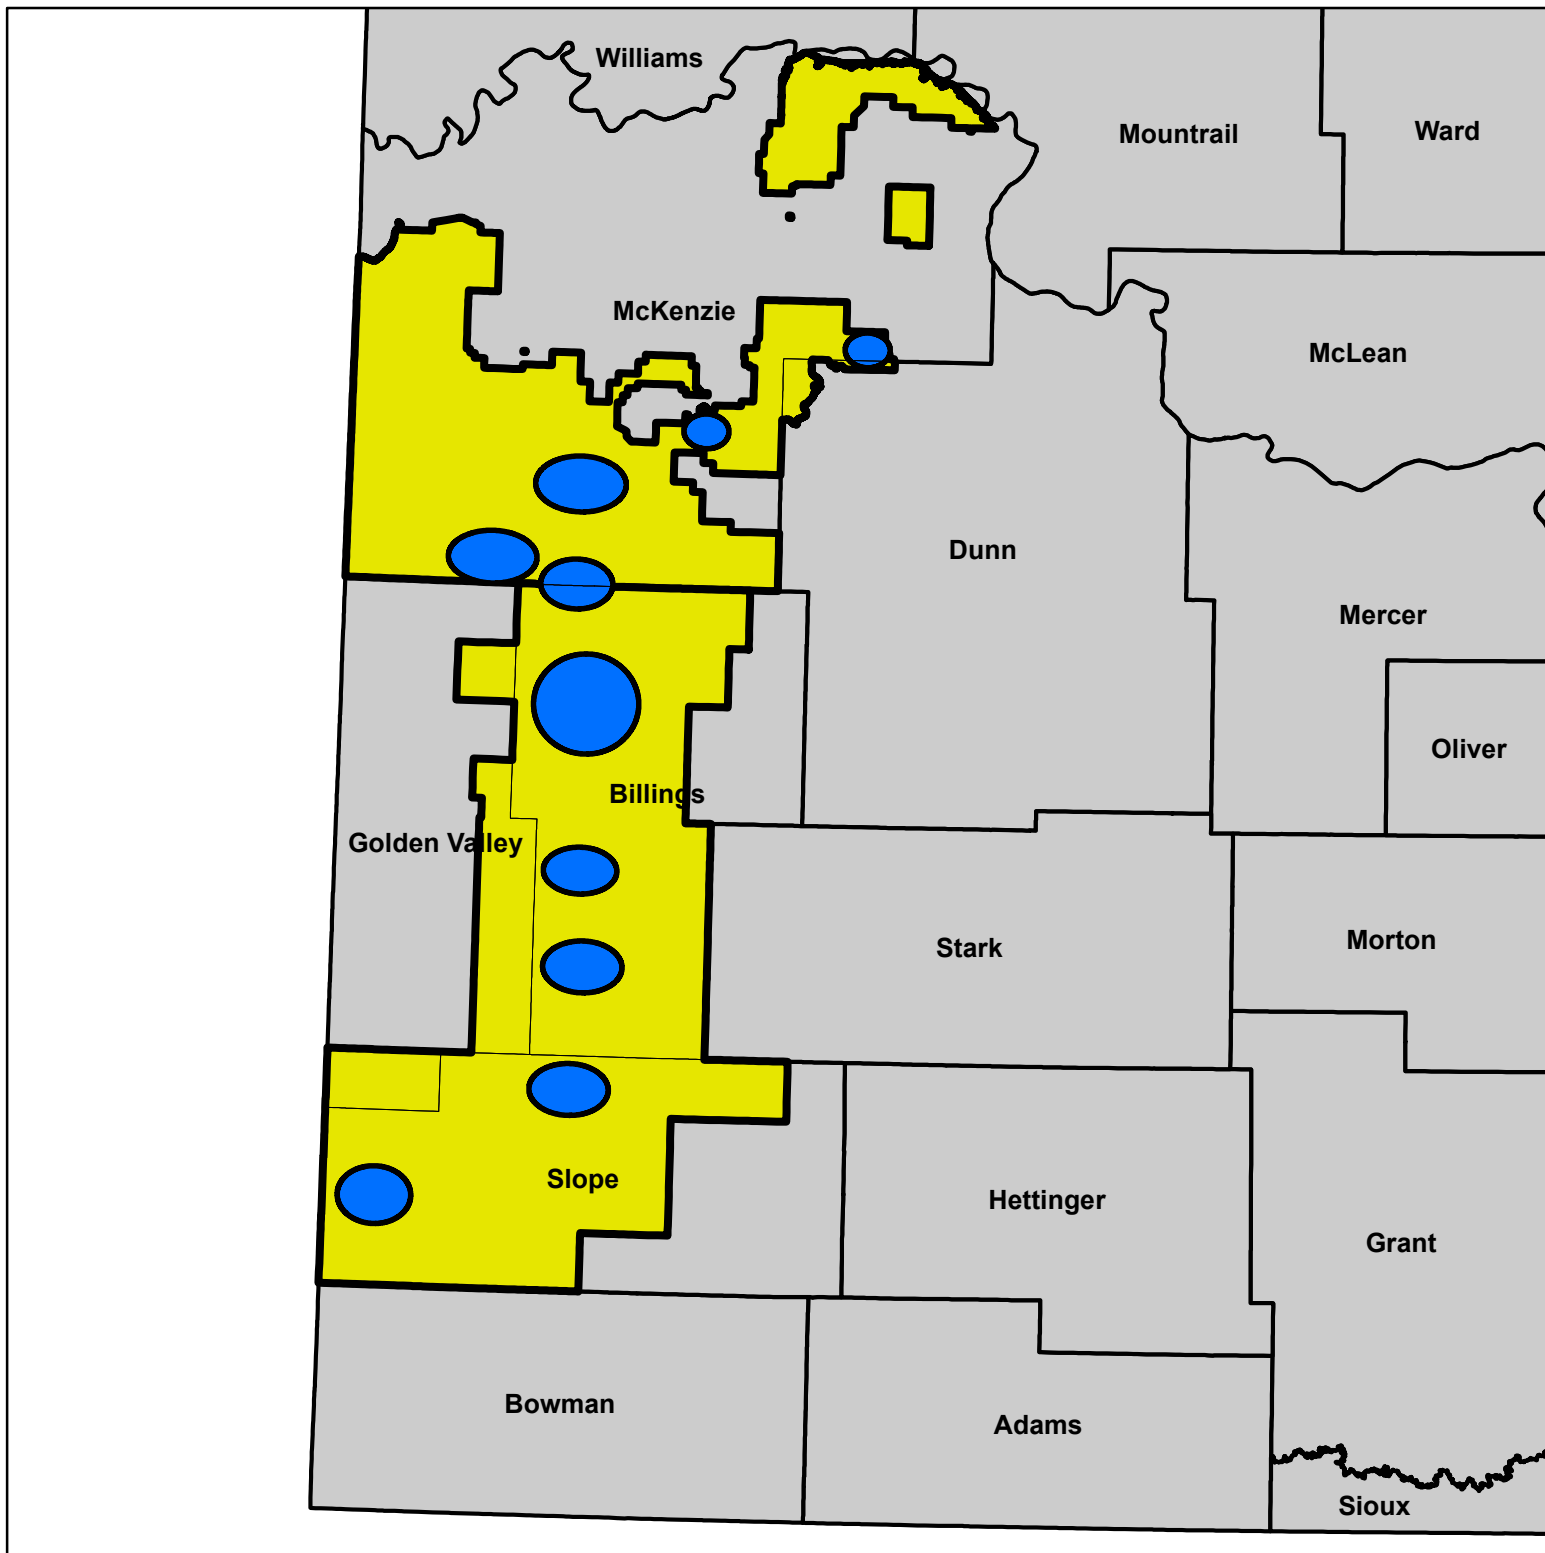 Williams
Mountrail
Ward
McKenzie
McLean
Dunn
Mercer
Oliver
Billings
Golden Valley
Stark
Morton
Slope
Hettinger
Grant
Bowman
Adams
Sioux